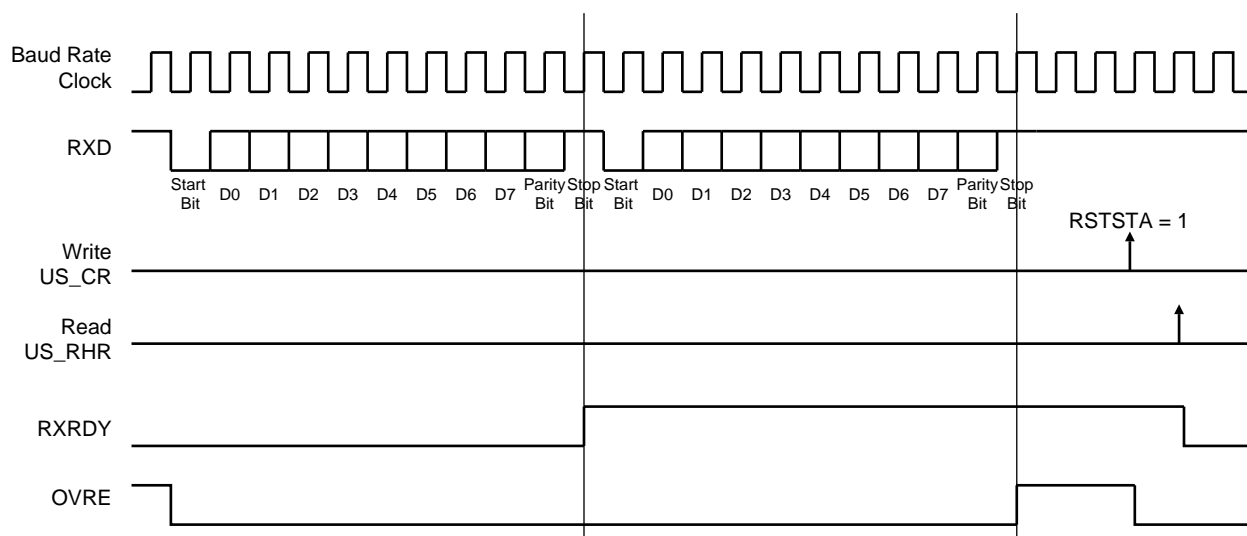 Baud Rate
Clock
RXD
Start
Bit
D0
D1
D2
D3
D4
D5
D6
D7
Parity
Bit
Stop
Bit
Start
Bit
D0
D1
D2
D3
D4
D5
D6
D7
Parity
Bit
Stop
Bit
RSTSTA = 1
Write
US_CR
Read
US_RHR
RXRDY
OVRE